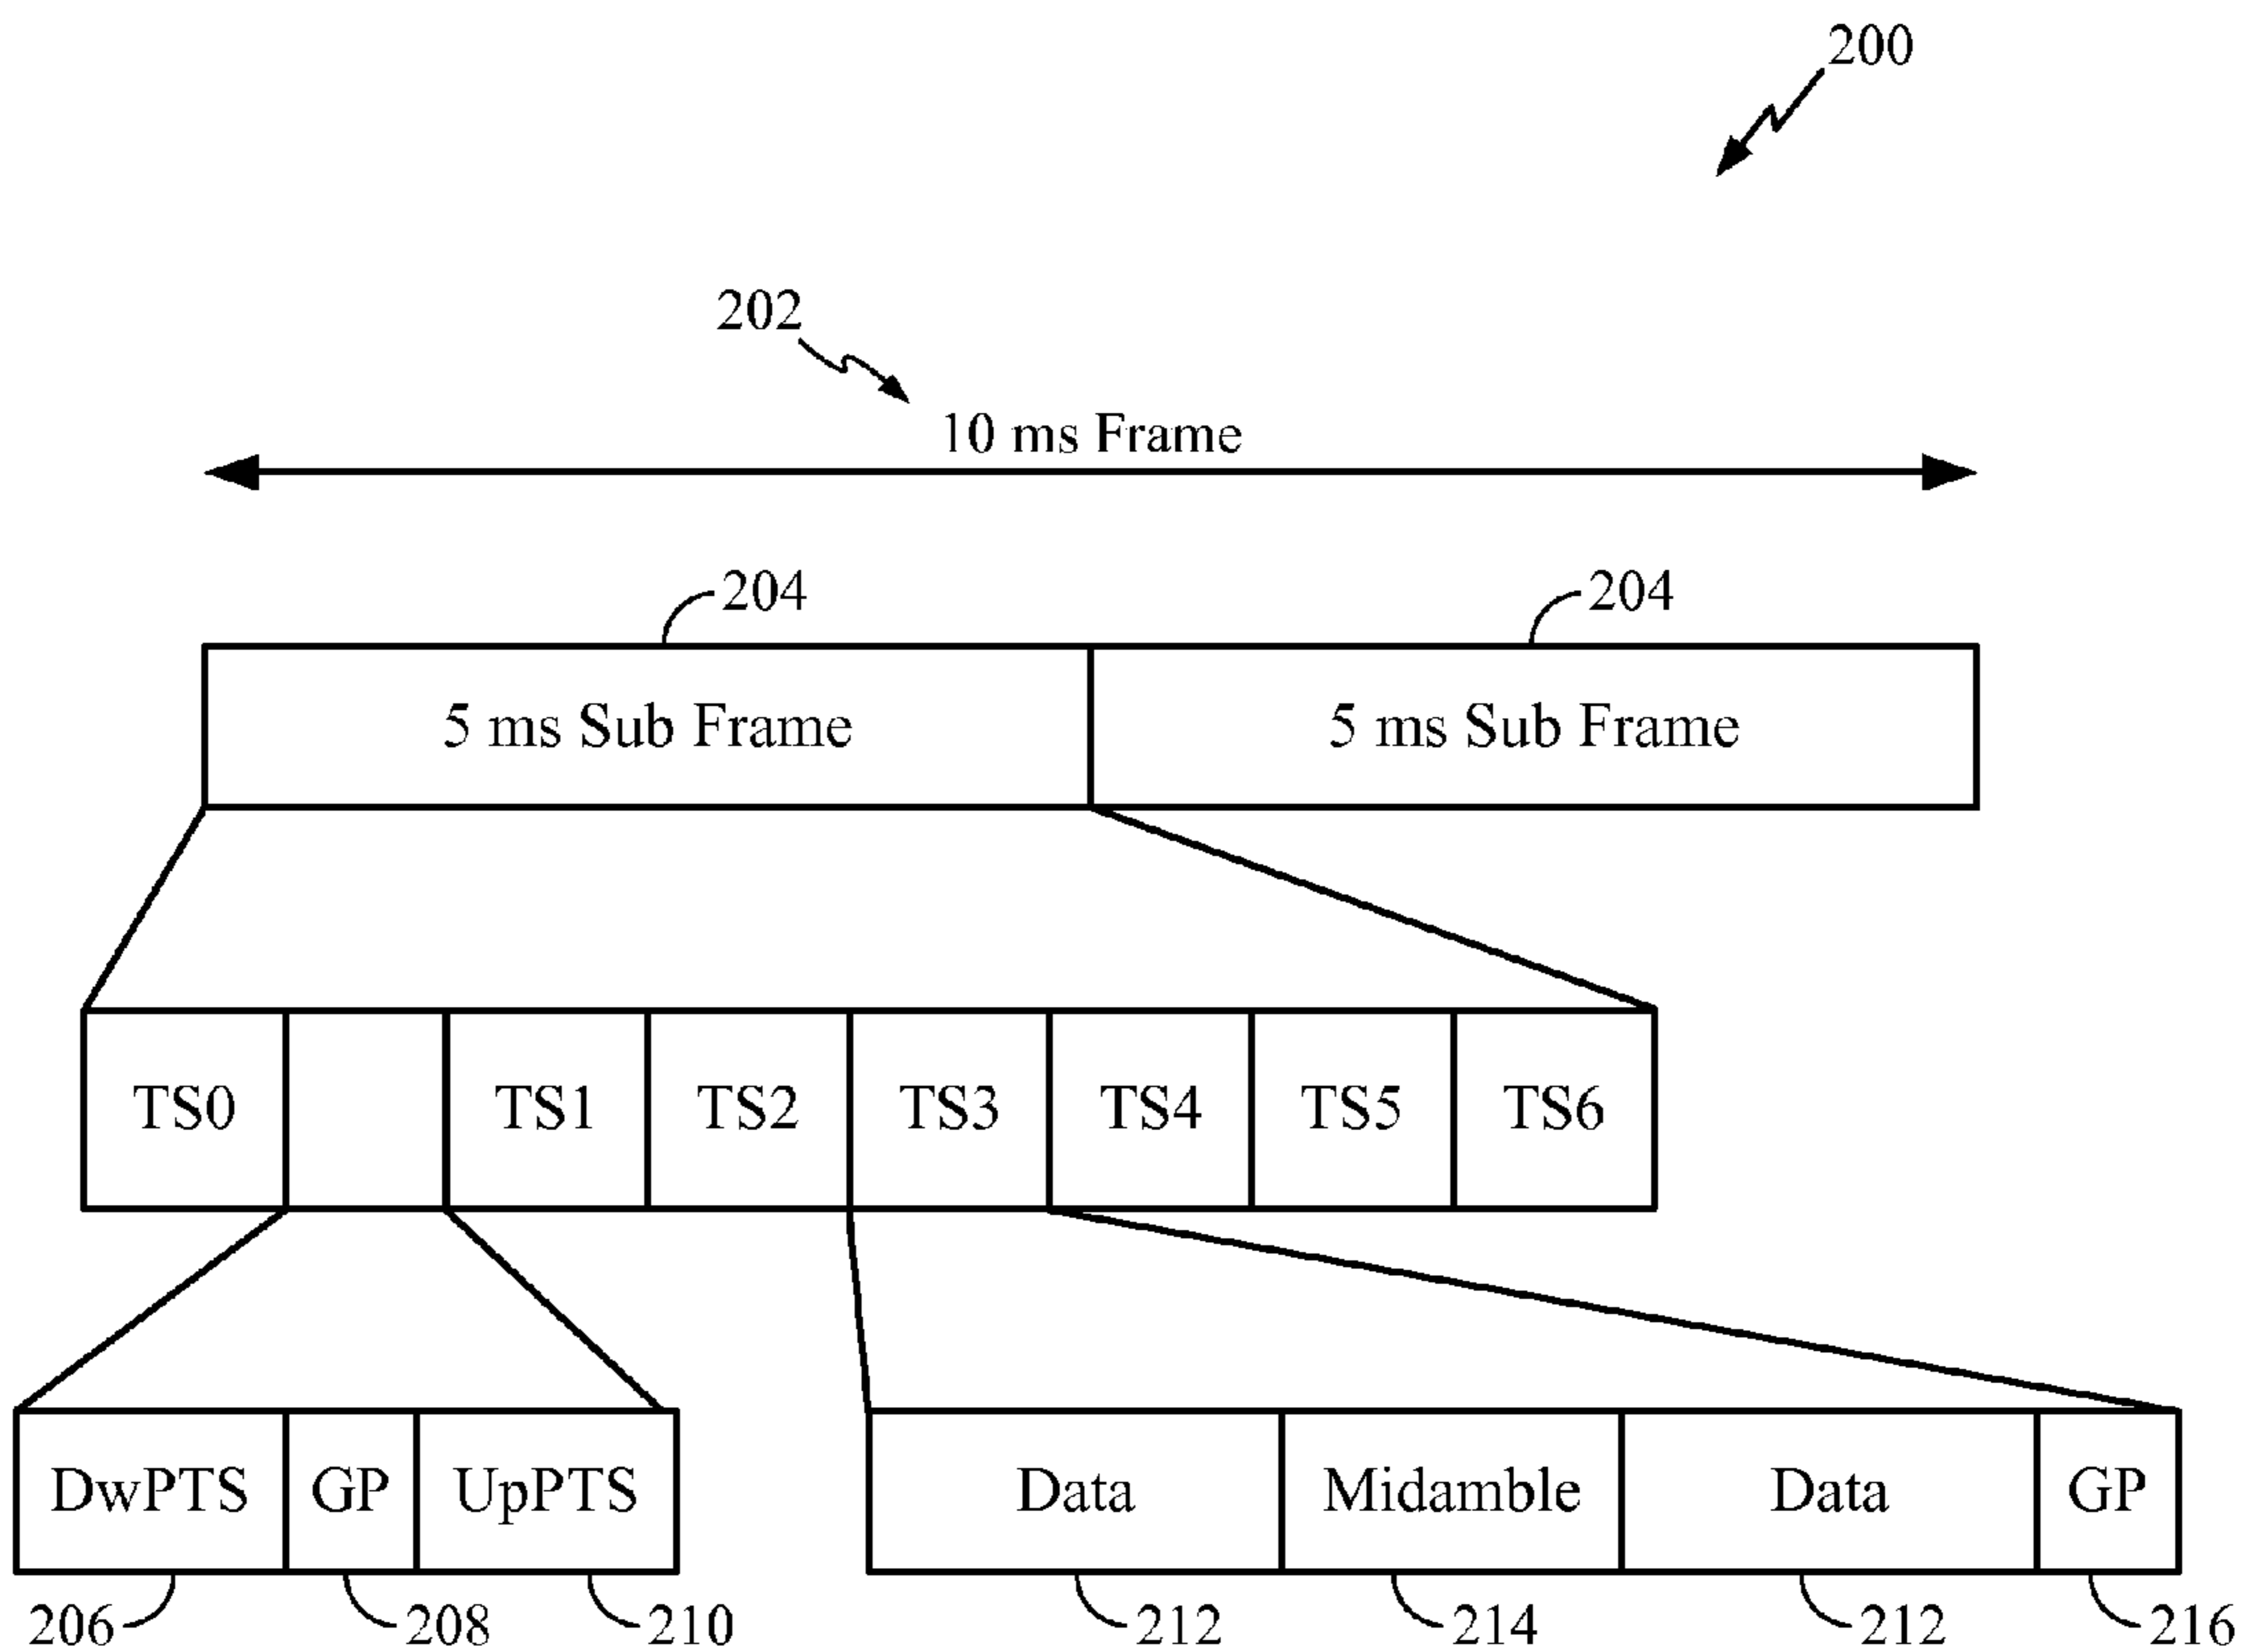 200
202
10 ms Frame
204 204
5 ms Sub Frame 5 ms Sub Frame
TS0 TS1 TS2 TS3 TS4 TS5 TS6
DwPTS GP UpPTS Data Midamble Data GP
206 208 210 212 214 212 216